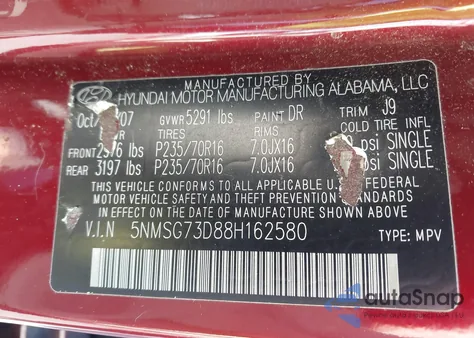 MANUFACTURED BY
HYUNDAI MOTOR MANUFACTURING ALABAMA, LLC
Oct 07 GVWR 5291 lbs PAINT DR TRIM J9
TIRES RIMS COLD TIRE INFL
FRONT P235/70R16 7.0JX16 psi SINGLE
REAR 3197 lbs P235/70R16 7.0JX16 psi SINGLE
THIS VEHICLE CONFORMS TO ALL APPLICABLE FEDERAL
MOTOR VEHICLE SAFETY AND THEFT PREVENTION STANDARDS
IN EFFECT ON THE DATE OF MANUFACTURE SHOWN ABOVE.
V.I.N 5NMSG73D88H162580 TYPE: MPV
autoSnap